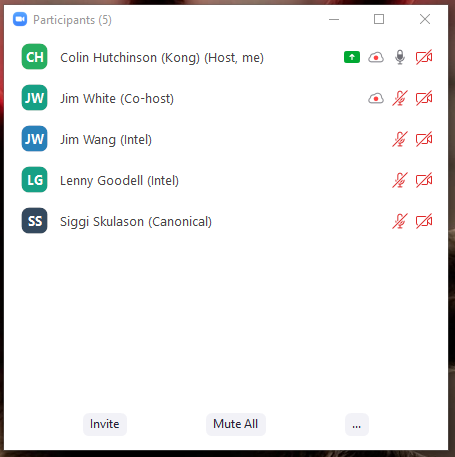 Participants (5)
CH Colin Hutchinson (Kong) (Host, me)
JW Jim White (Co-host)
JW Jim Wang (Intel)
LG Lenny Goodell (Intel)
SS Siggi Skulason (Canonical)
Invite Mute All ...